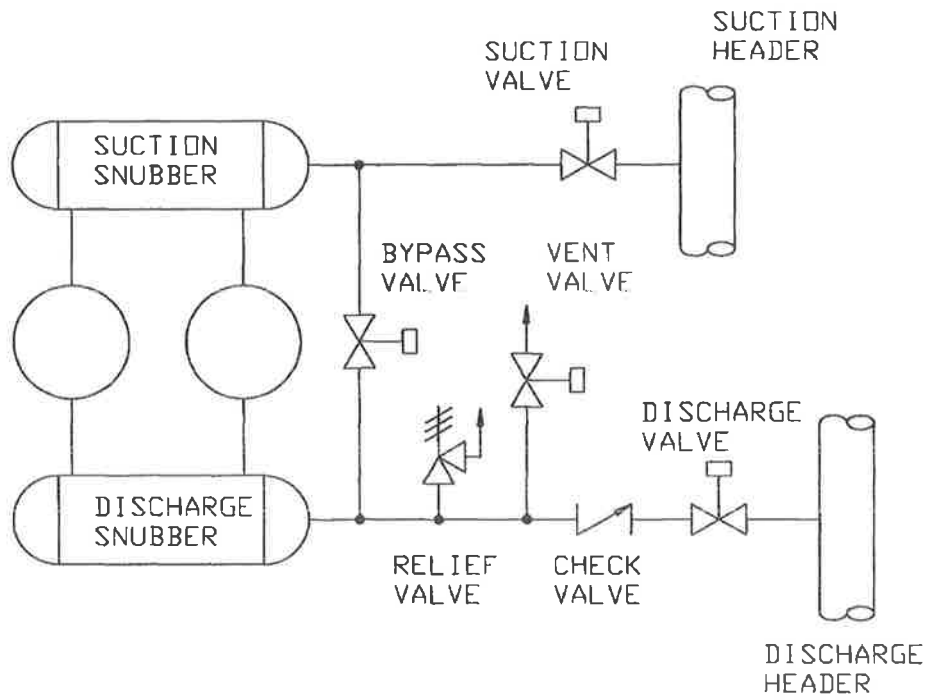 SUCTION
HEADER
SUCTION
VALVE
SUCTION
SNUBBER
BYPASS
VALVE
VENT
VALVE
DISCHARGE
VALVE
DISCHARGE
SNUBBER
RELIEF
VALVE
CHECK
VALVE
DISCHARGE
HEADER